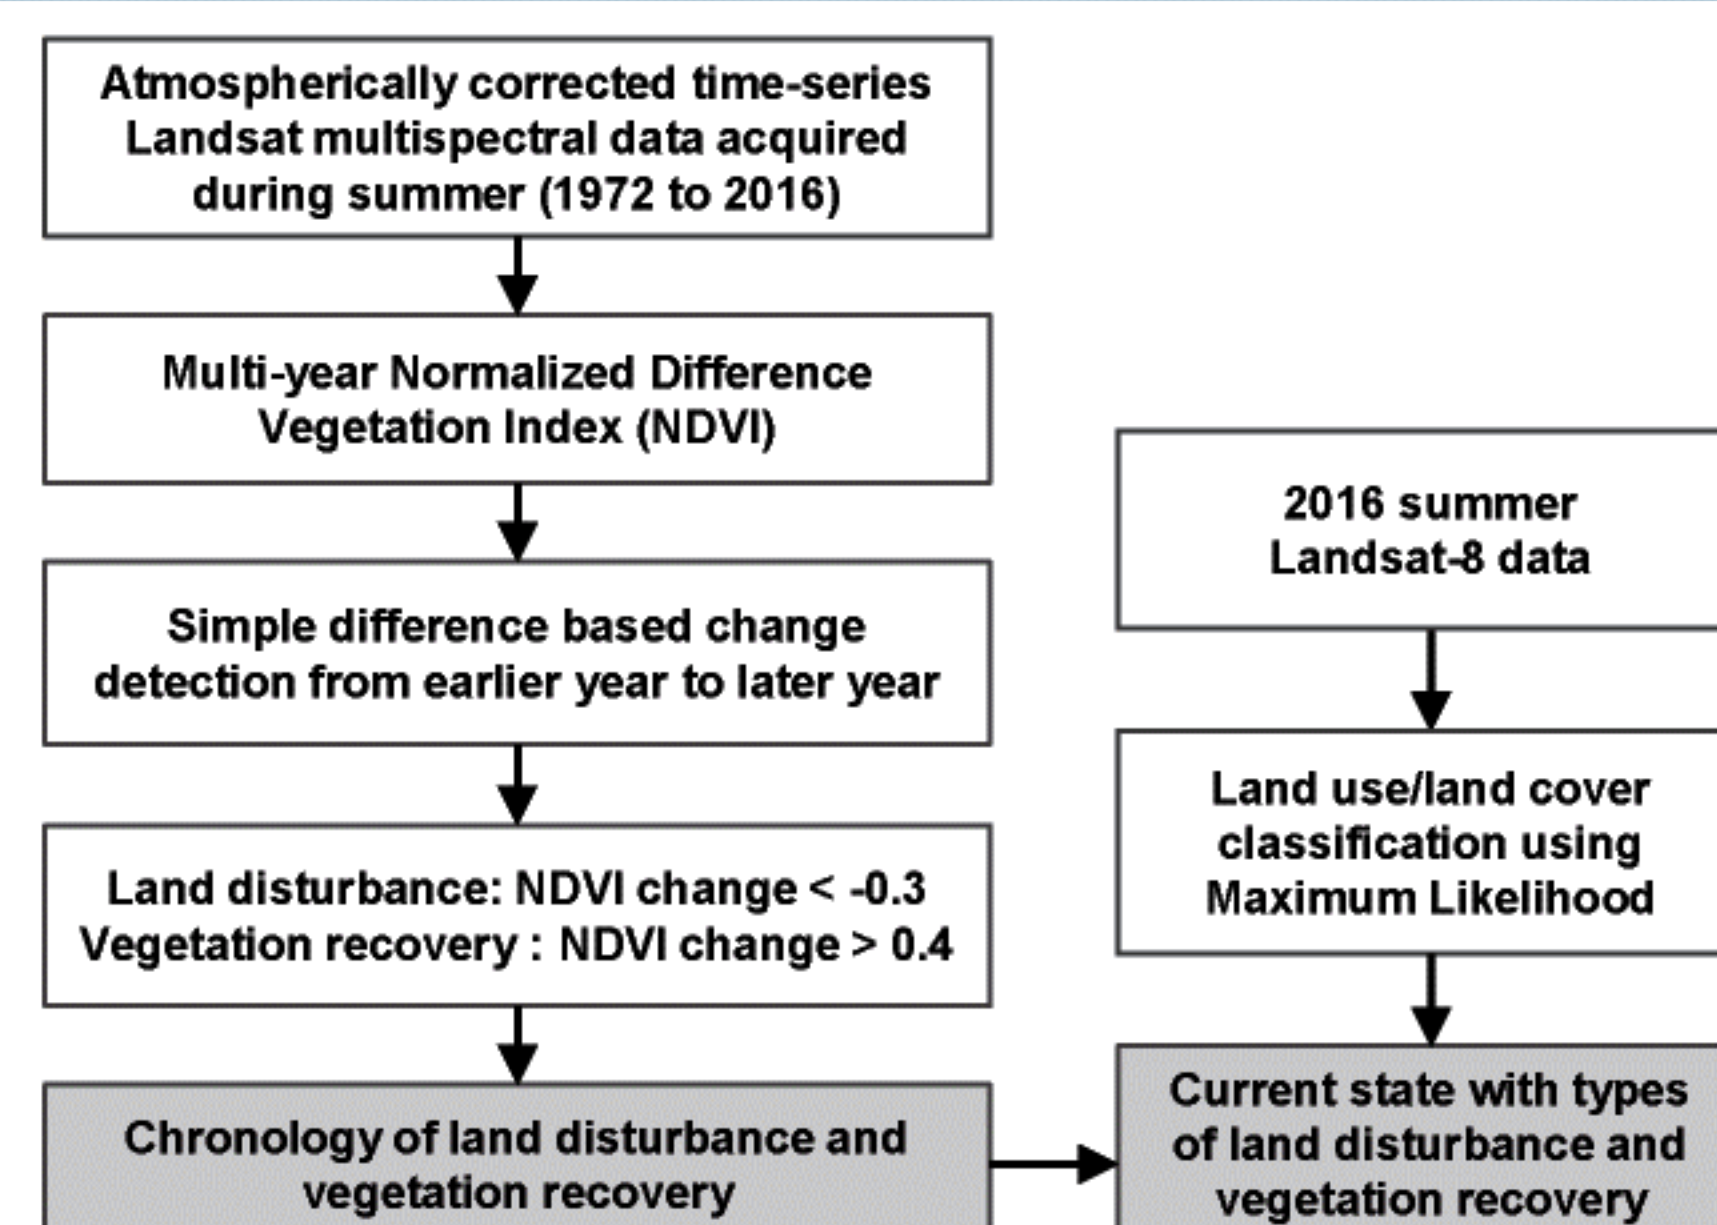 Atmospherically corrected time-series
Landsat multispectral data acquired
during summer (1972 to 2016)
Multi-year Normalized Difference
Vegetation Index (NDVI)
Simple difference based change
detection from earlier year to later year
Land disturbance: NDVI change < -0.3
Vegetation recovery : NDVI change > 0.4
Chronology of land disturbance and
vegetation recovery
2016 summer
Landsat-8 data
Land use/land cover
classification using
Maximum Likelihood
Current state with types
of land disturbance and
vegetation recovery